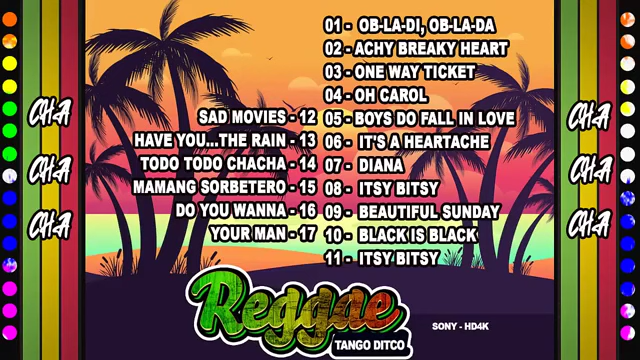 01 - OB-LA-DI, OB-LA-DA
02 - ACHY BREAKY HEART
03 - ONE WAY TICKET
04 - OH CAROL
05 - BOYS DO FALL IN LOVE
06 - IT'S A HEARTACHE
07 - DIANA
08 - ITSY BITSY
09 - BEAUTIFUL SUNDAY
10 - BLACK IS BLACK
11 - ITSY BITSY
SAD MOVIES - 12
HAVE YOU...THE RAIN - 13
TODO TODO CHACHA - 14
MAMANG SORBETERO - 15
DO YOU WANNA - 16
YOUR MAN - 17
CHA
CHA
CHA
CHA
CHA
CHA
Reggae
TANGO DITCO
SONY - HD4K